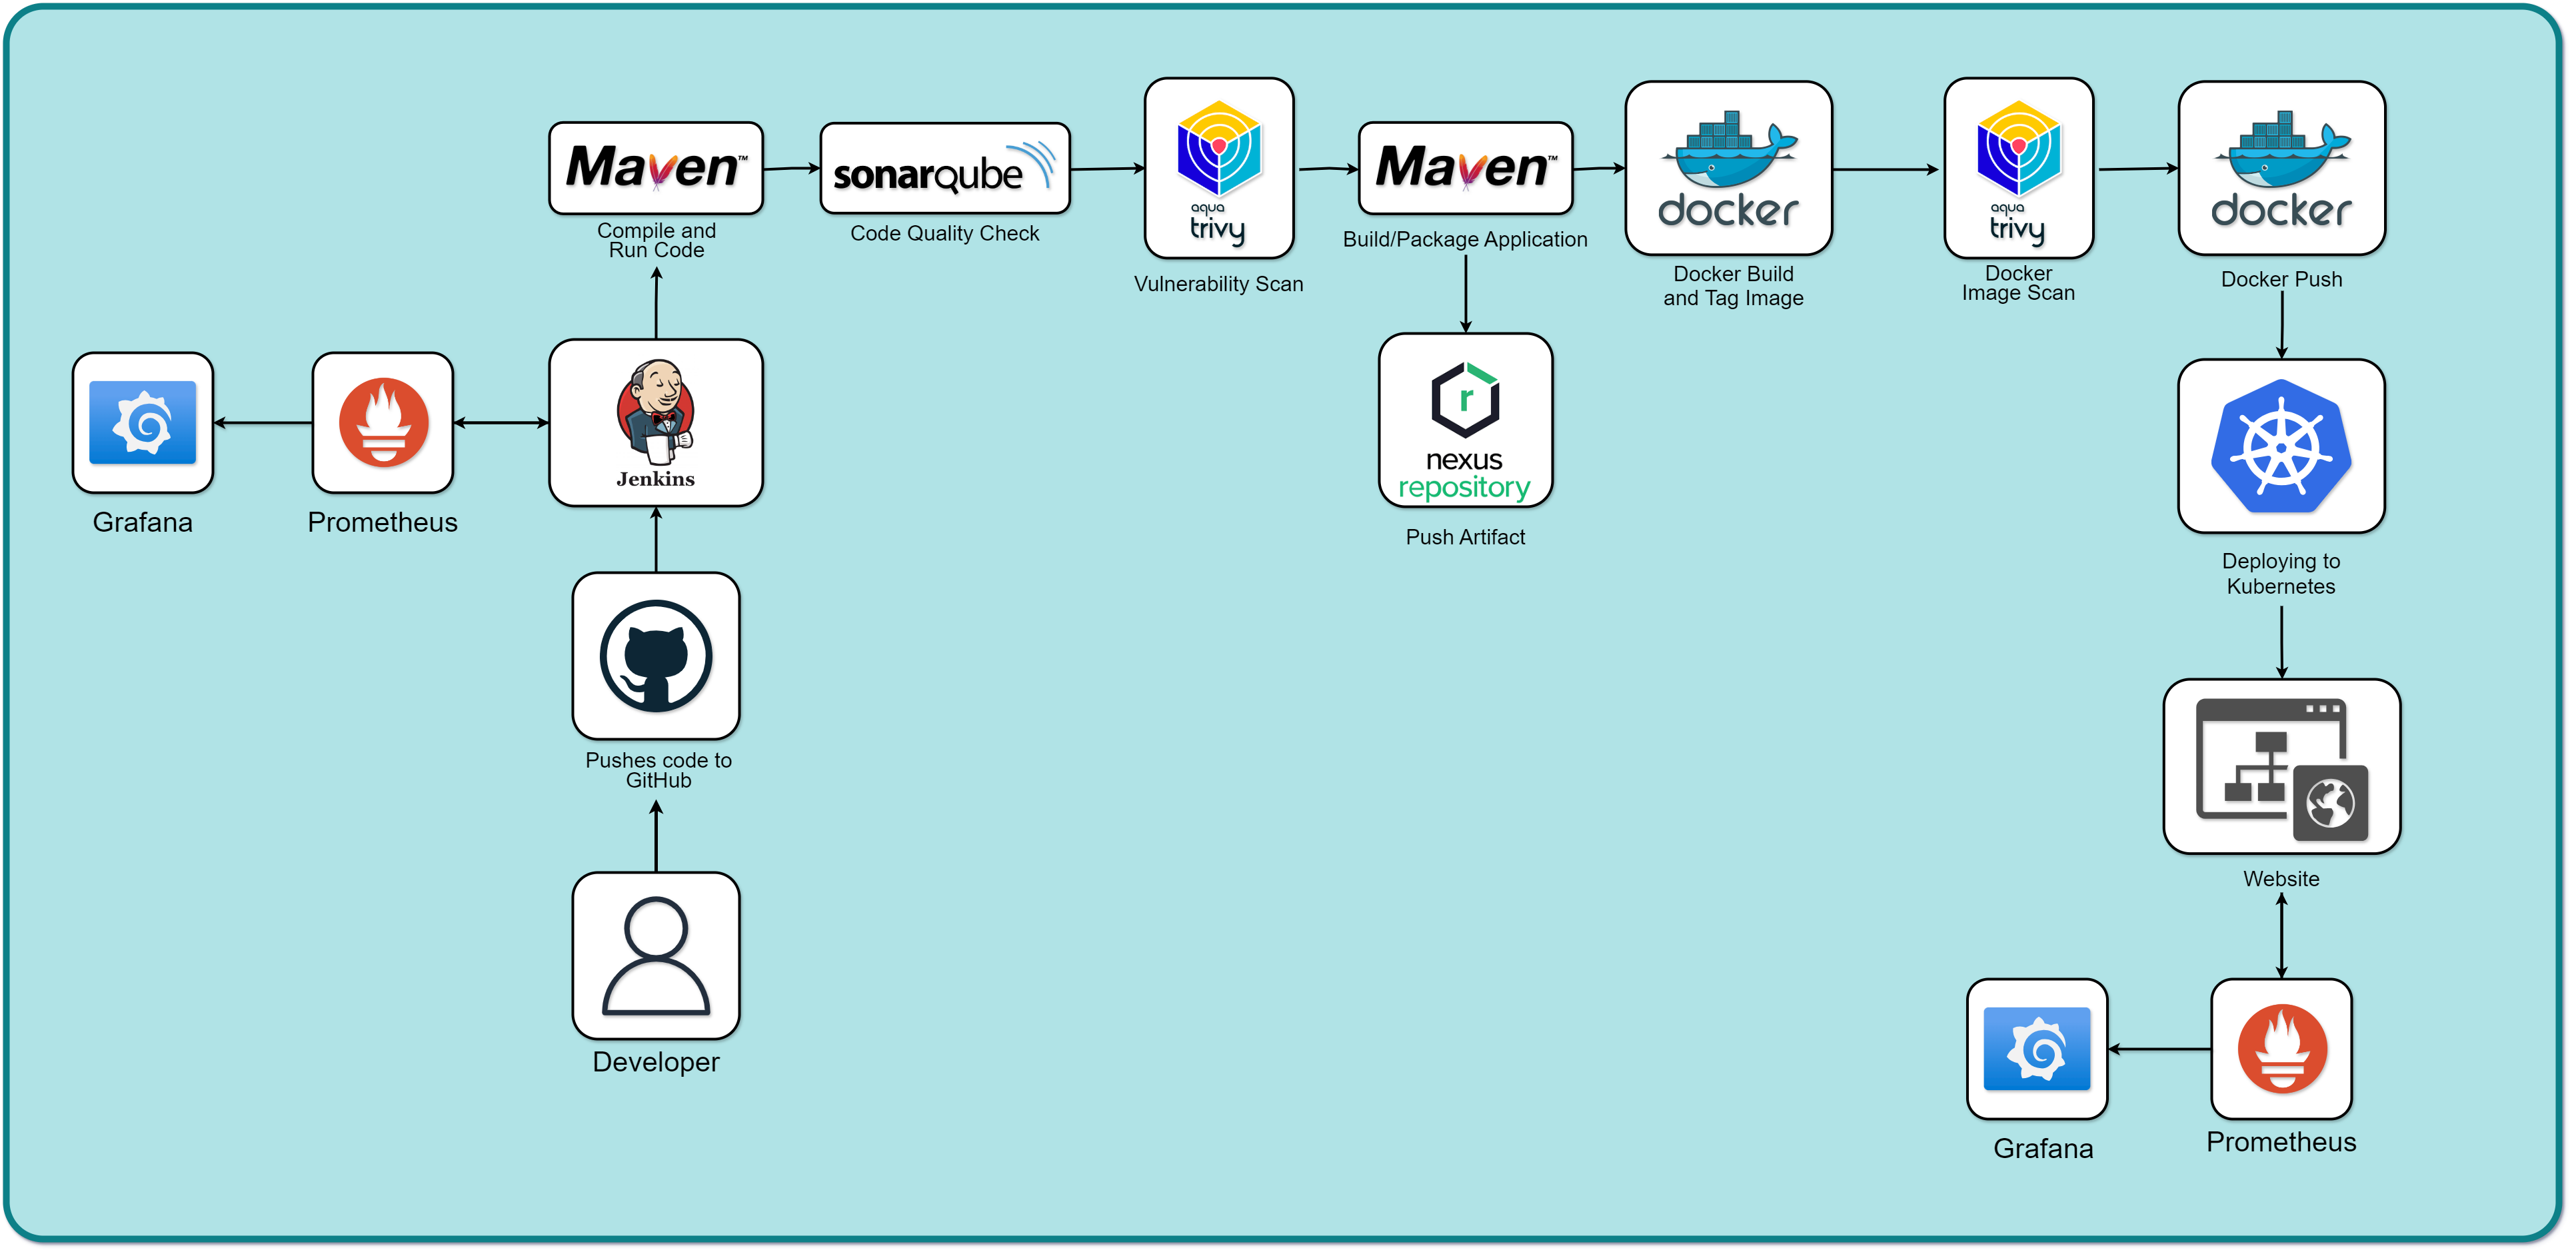 Maven™
Compile and
Run Code
sonarqube
Code Quality Check
aqua
trivy
Vulnerability Scan
Maven™
Build/Package Application
docker
Docker Build
and Tag Image
aqua
trivy
Docker
Image Scan
docker
Docker Push
Grafana
Prometheus
Jenkins
r
nexus
repository
Push Artifact
Deploying to
Kubernetes
Pushes code to
GitHub
Website
Developer
Grafana
Prometheus